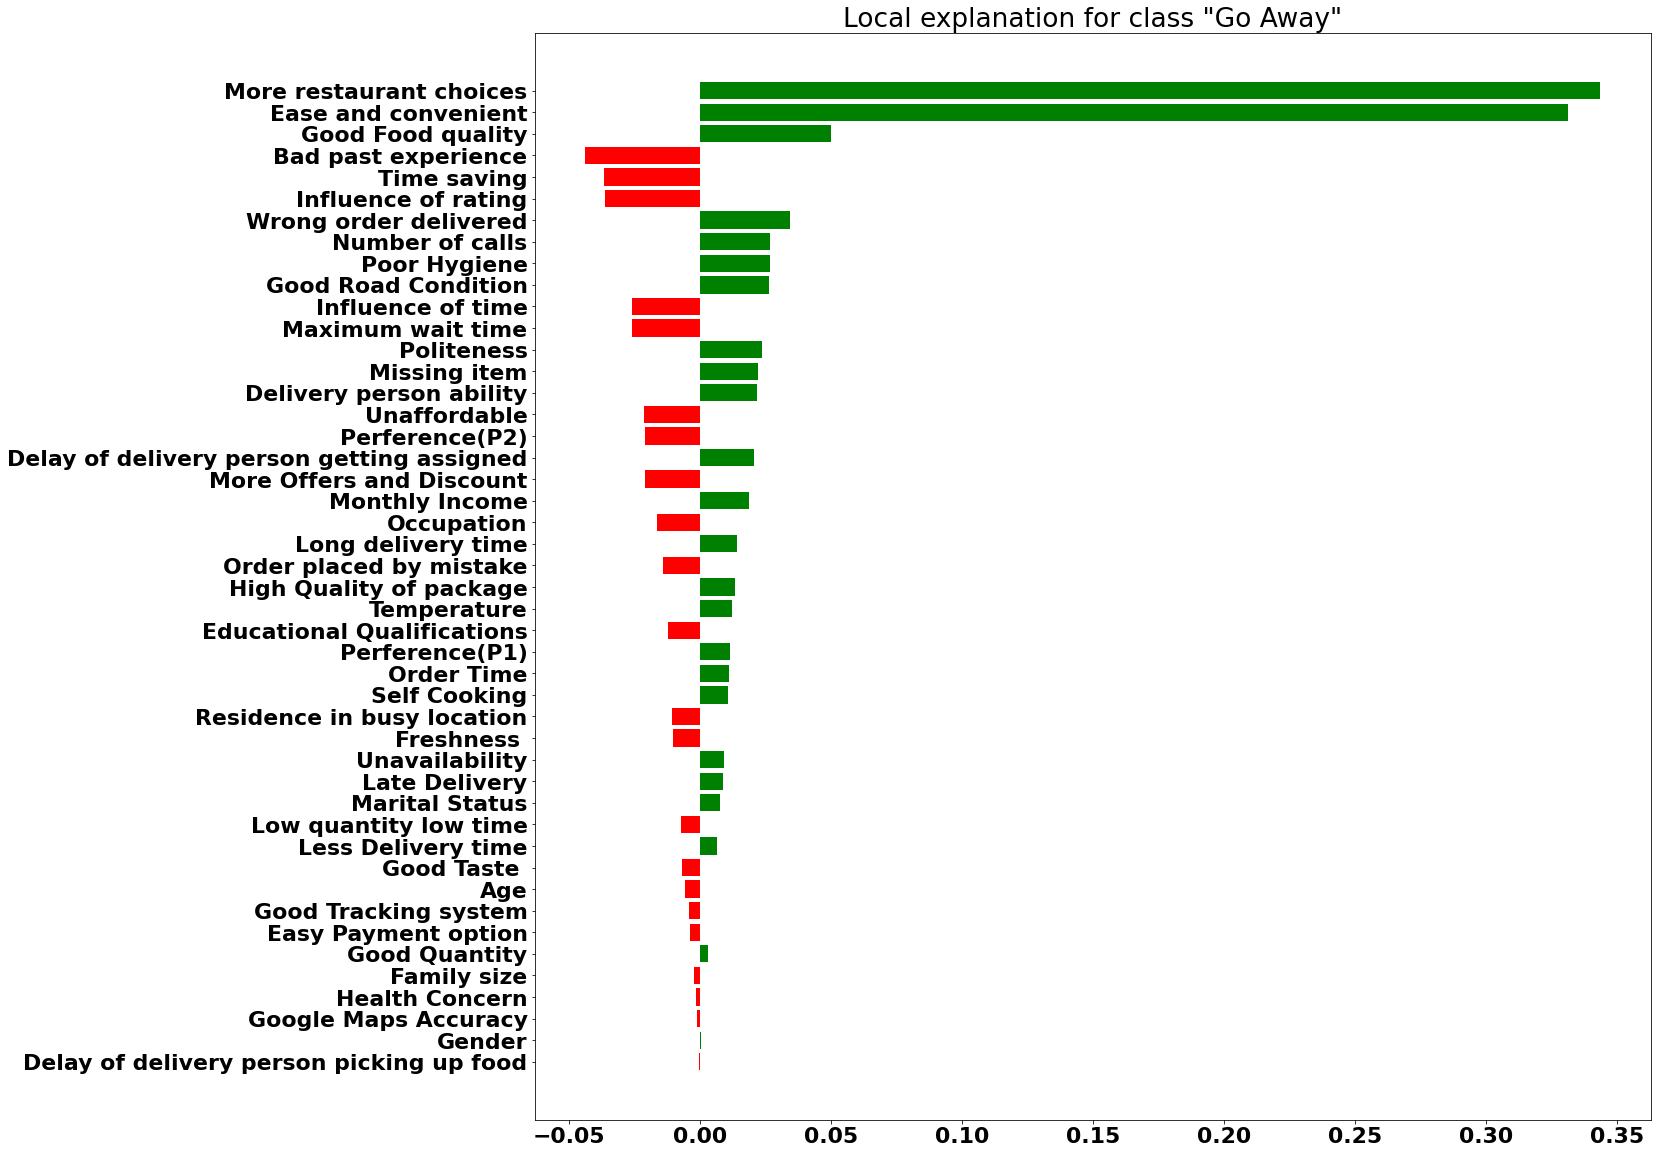 Local explanation for class "Go Away"
More restaurant choices
Ease and convenient
Good Food quality
Bad past experience
Time saving
Influence of rating
Wrong order delivered
Number of calls
Poor Hygiene
Good Road Condition
Influence of time
Maximum wait time
Politeness
Missing item
Delivery person ability
Unaffordable
Perference(P2)
Delay of delivery person getting assigned
More Offers and Discount
Monthly Income
Occupation
Long delivery time
Order placed by mistake
High Quality of package
Temperature
Educational Qualifications
Perference(P1)
Order Time
Self Cooking
Residence in busy location
Freshness
Unavailability
Late Delivery
Marital Status
Low quantity low time
Less Delivery time
Good Taste
Age
Good Tracking system
Easy Payment option
Good Quantity
Family size
Health Concern
Google Maps Accuracy
Gender
Delay of delivery person picking up food
−0.05 0.00 0.05 0.10 0.15 0.20 0.25 0.30 0.35